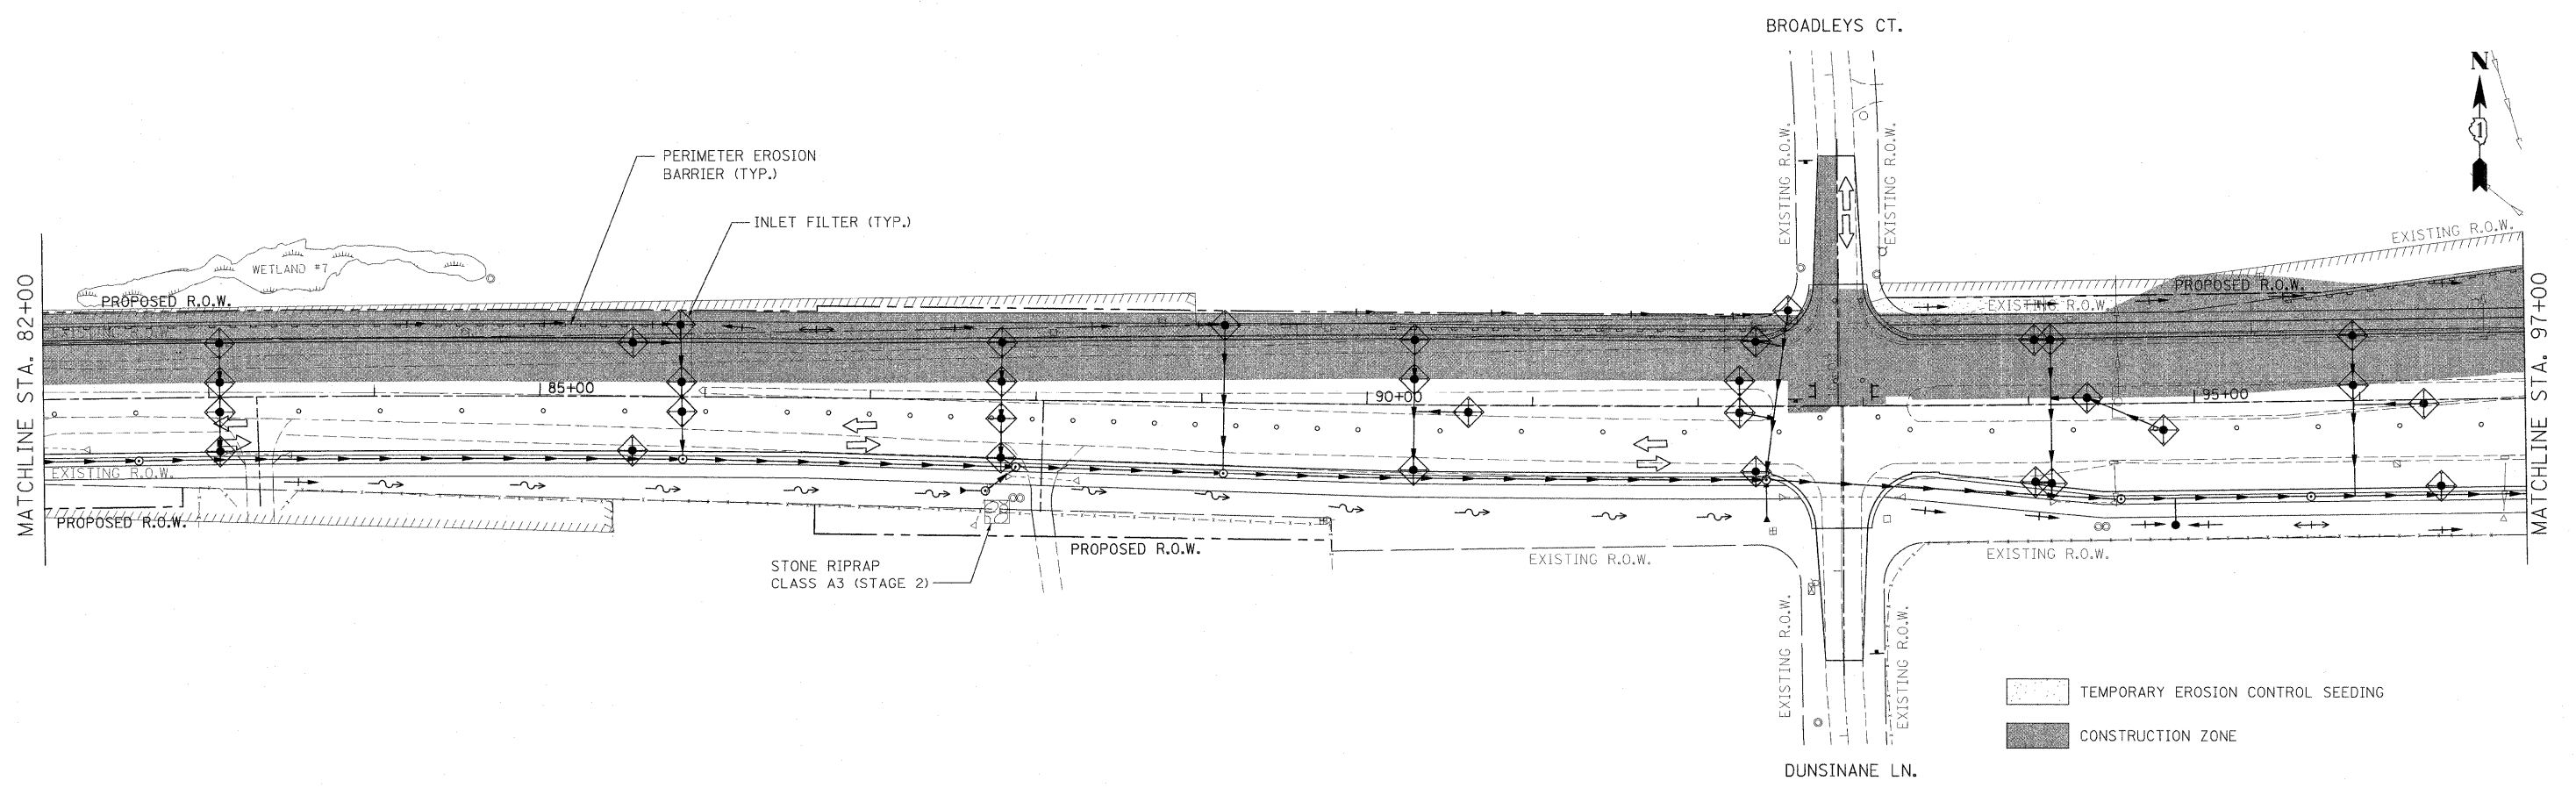 BROADLEYS CT.
N
1
PERIMETER EROSION
BARRIER (TYP.)
INLET FILTER (TYP.)
EXISTING R.O.W.
EXISTING R.O.W.
EXISTING R.O.W.
WETLAND #7
PROPOSED R.O.W.
PROPOSED R.O.W.
EXISTING R.O.W.
MATCHLINE STA. 82+00
MATCHLINE STA. 97+00
85+00
90+00
95+00
EXISTING R.O.W.
PROPOSED R.O.W.
PROPOSED R.O.W.
EXISTING R.O.W.
EXISTING R.O.W.
STONE RIPRAP
CLASS A3 (STAGE 2)
EXISTING R.O.W.
EXISTING R.O.W.
TEMPORARY EROSION CONTROL SEEDING
CONSTRUCTION ZONE
DUNSINANE LN.